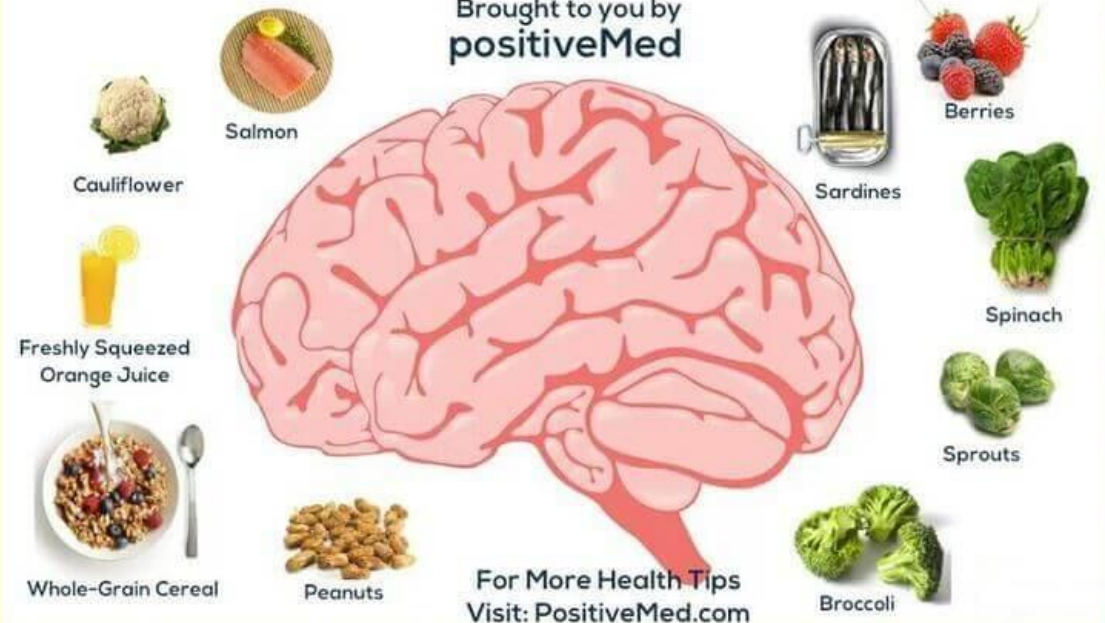 Brought to you by
positiveMed
Salmon
Cauliflower
Freshly Squeezed
Orange Juice
Whole-Grain Cereal
Peanuts
Sardines
Berries
Spinach
Sprouts
Broccoli
For More Health Tips
Visit: PositiveMed.com